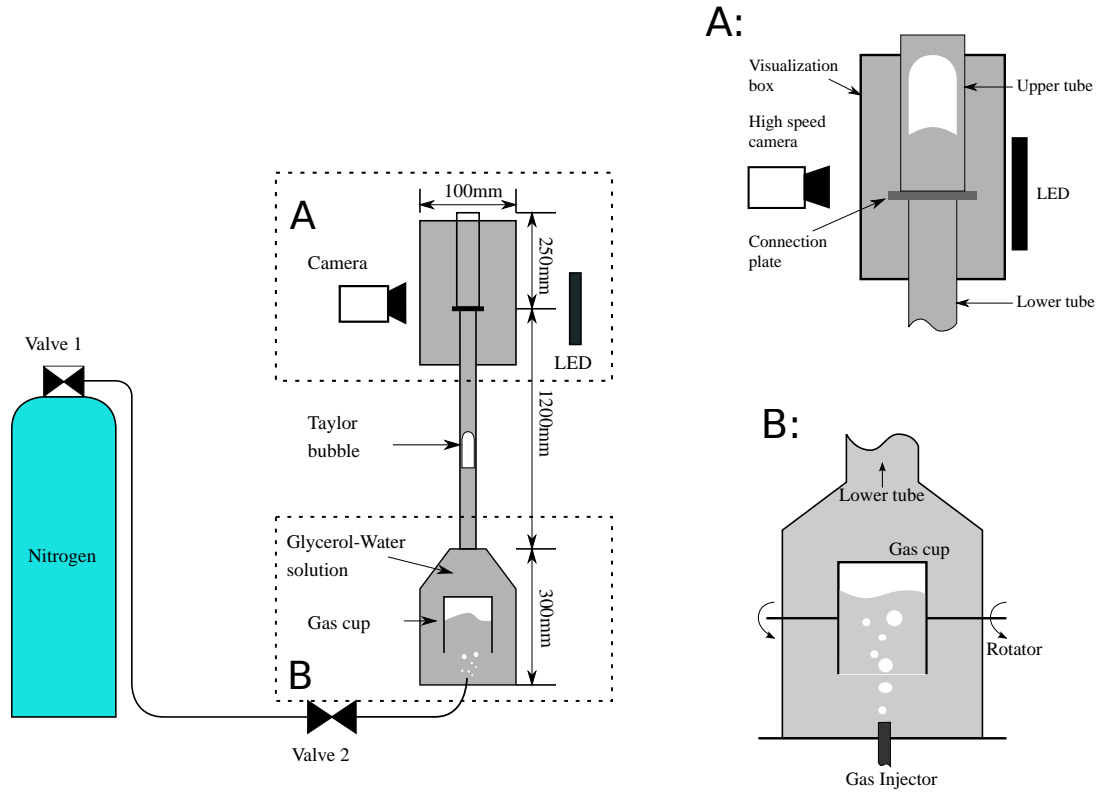 A:
Visualization
box
Upper tube
High speed
camera
LED
Connection
plate
Lower tube
100mm
A
250mm
Camera
LED
Valve 1
1200mm
Taylor
bubble
Nitrogen
Glycerol-Water
solution
Gas cup
300mm
B
Valve 2
B:
Lower tube
Gas cup
Rotator
Gas Injector